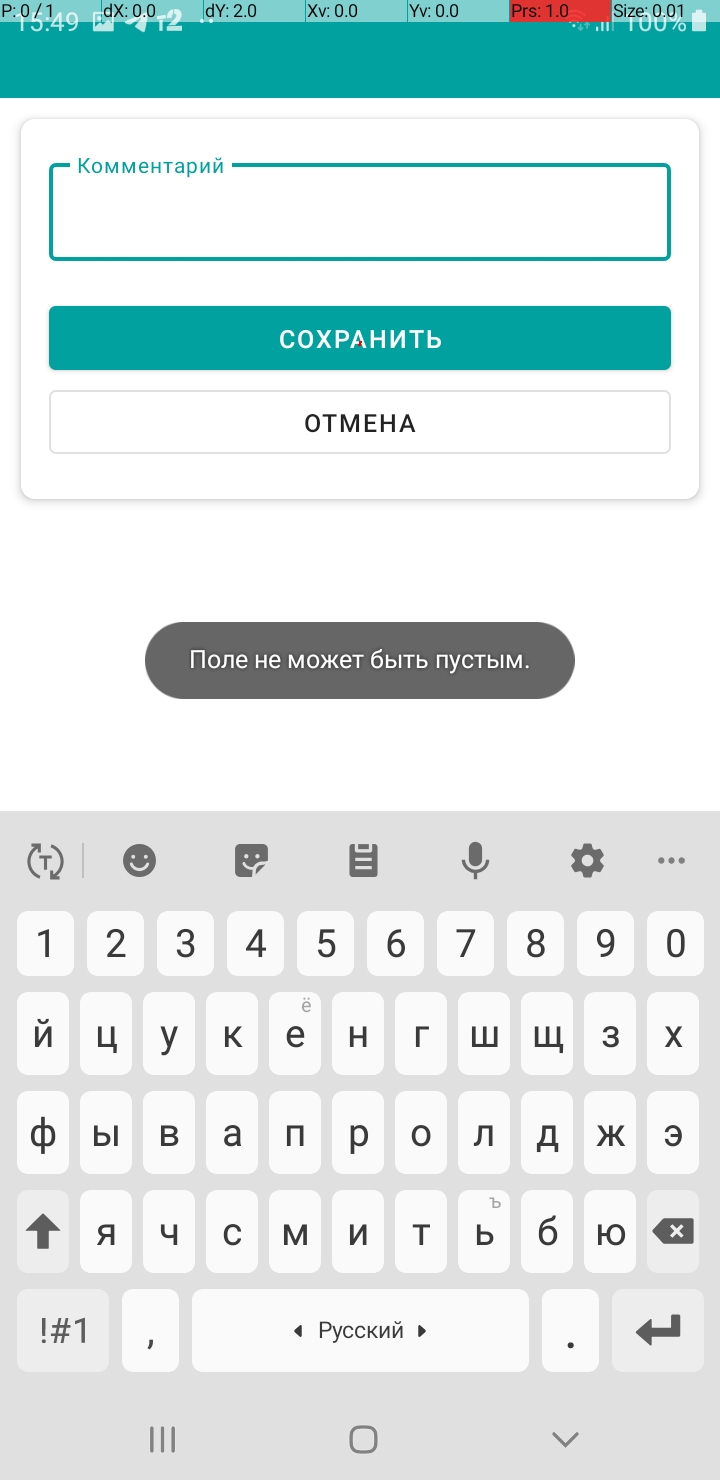 P: 0 / 1 dX: 0.0 dY: 2.0 Xv: 0.0 Yv: 0.0 Prs: 1.0 Size: 0.01
15:49 т2 100%
Комментарий
СОХРАНИТЬ
ОТМЕНА
Поле не может быть пустым.
T
1 2 3 4 5 6 7 8 9 0
ё
й ц у к е н г ш щ з х
ф ы в а п р о л д ж э
ъ
я ч с м и т ь б ю
!#1 , Русский .